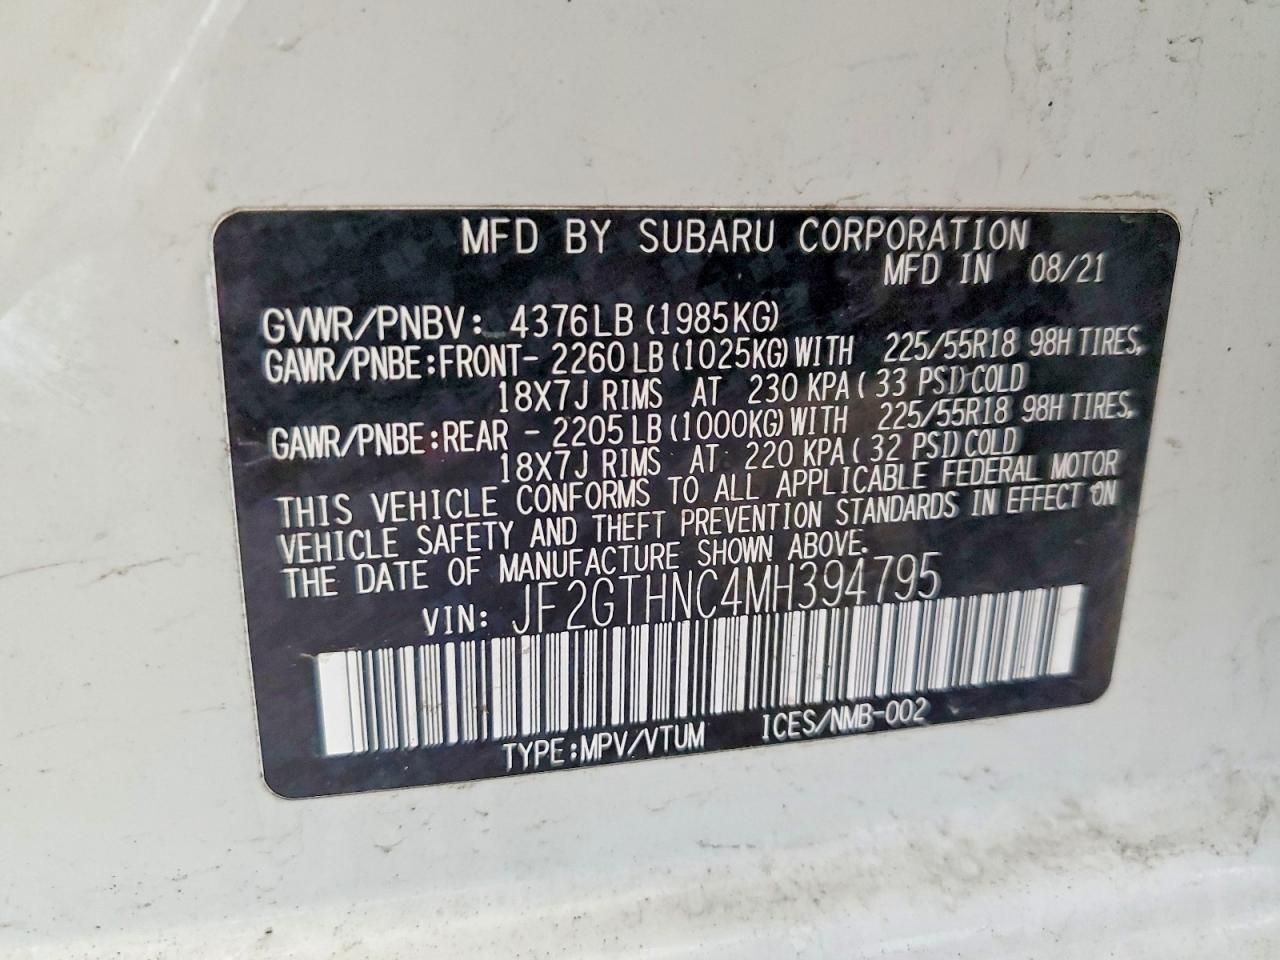 MFD BY SUBARU CORPORATION
MFD IN 08/21
GVWR/PNBV: 4376LB (1985KG)
GAWR/PNBE:FRONT- 2260LB (1025KG) WITH 225/55R18 98H TIRES,
18X7J RIMS AT 230 KPA ( 33 PSI) COLD
GAWR/PNBE:REAR - 2205LB (1000KG) WITH 225/55R18 98H TIRES,
18X7J RIMS AT 220 KPA ( 32 PSI) COLD
THIS VEHICLE CONFORMS TO ALL APPLICABLE FEDERAL MOTOR
VEHICLE SAFETY AND THEFT PREVENTION STANDARDS IN EFFECT ON
THE DATE OF MANUFACTURE SHOWN ABOVE.
VIN: JF2GTHNC4MH394795
TYPE:MPV/VTUM ICES/NMB-002